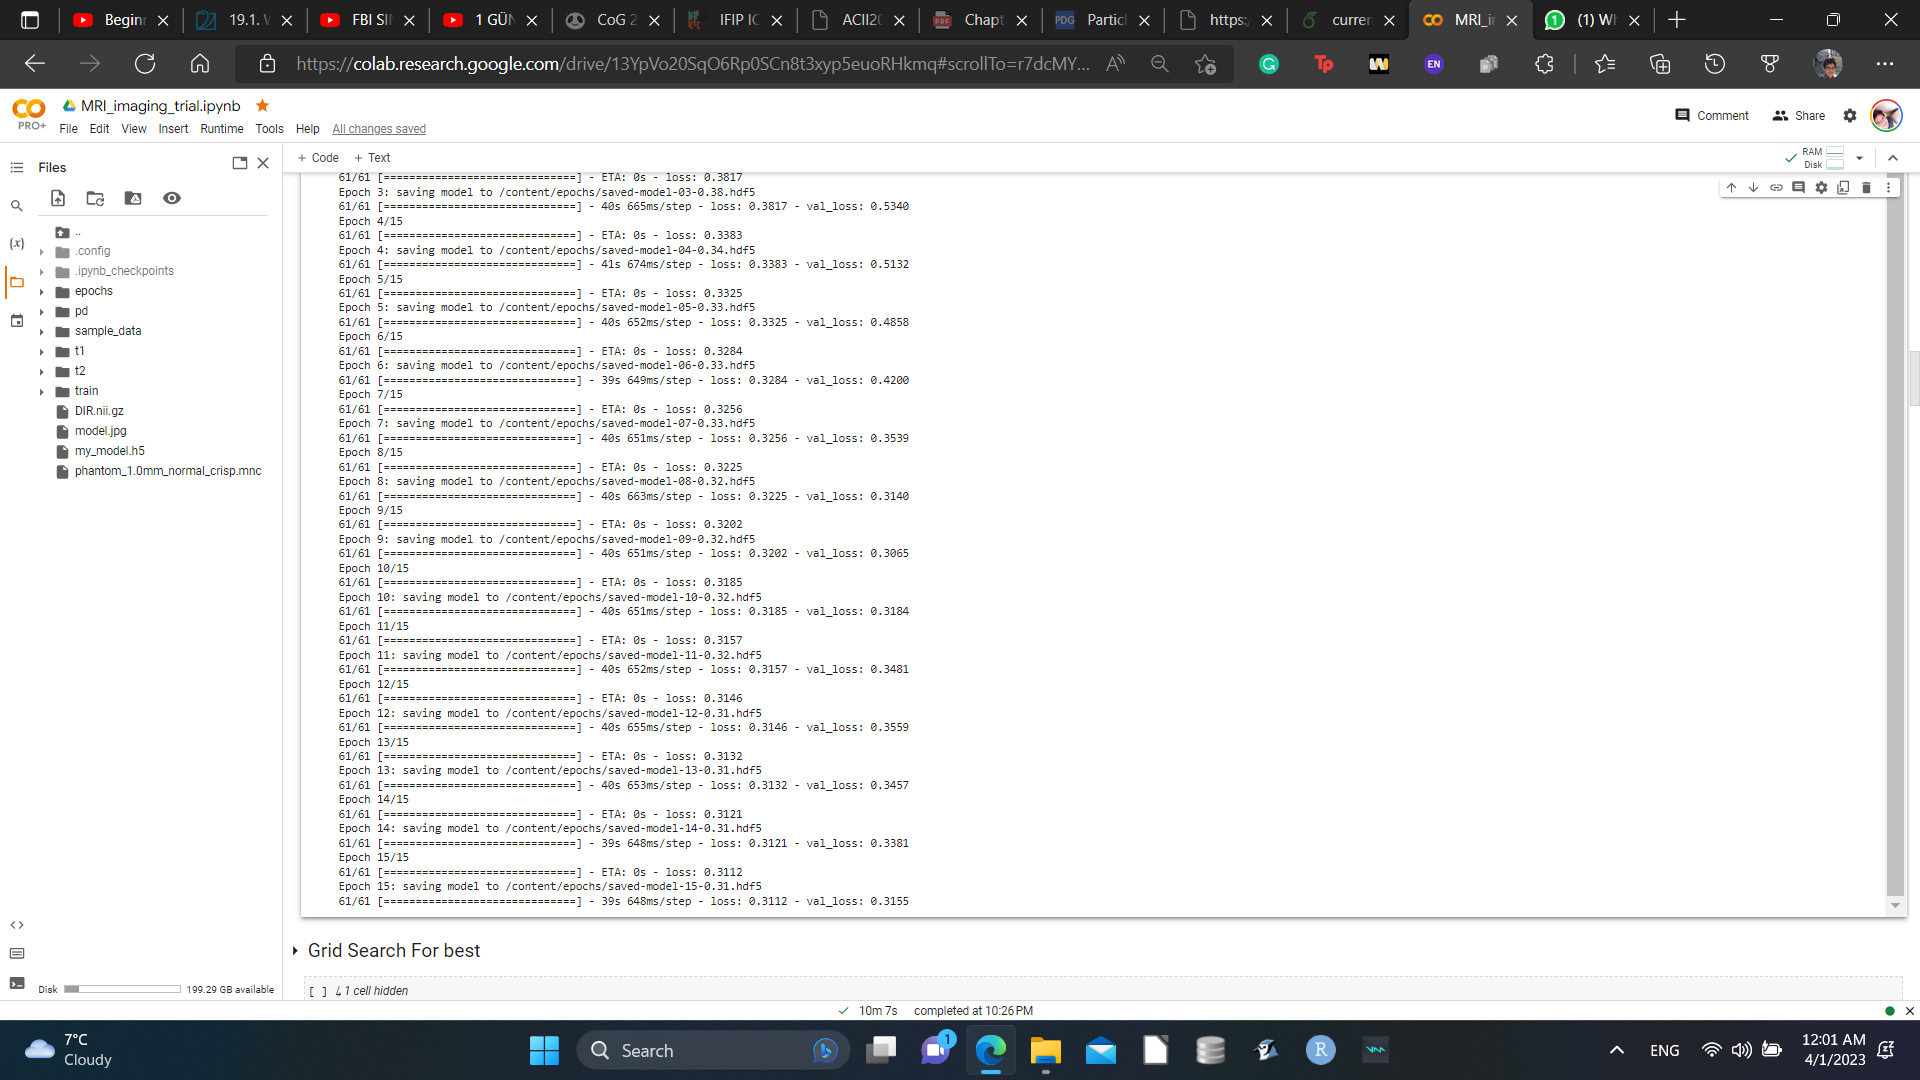 Begin
19.1. W
FBI SIN
1 GÜN
CoG 2
IFIP IC
ACII20
PDF
Chapt
PDG
Particl
https:/
curren
MRI_i
(1) Wh
https://colab.research.google.com/drive/13YpVo20SqO6Rp0SCn8t3xyp5euoRHkmq#scrollTo=r7dcMY...
EN
MRI_imaging_trial.ipynb
PRO+
File Edit View Insert Runtime Tools Help All changes saved
Comment Share
Files
+ Code + Text
RAM
Disk
..
.config
.ipynb_checkpoints
epochs
pd
sample_data
t1
t2
train
DIR.nii.gz
model.jpg
my_model.h5
phantom_1.0mm_normal_crisp.mnc
61/61 [==============================] - ETA: 0s - loss: 0.3817
Epoch 3: saving model to /content/epochs/saved-model-03-0.38.hdf5
61/61 [==============================] - 40s 665ms/step - loss: 0.3817 - val_loss: 0.5340
Epoch 4/15
61/61 [==============================] - ETA: 0s - loss: 0.3383
Epoch 4: saving model to /content/epochs/saved-model-04-0.34.hdf5
61/61 [==============================] - 41s 674ms/step - loss: 0.3383 - val_loss: 0.5132
Epoch 5/15
61/61 [==============================] - ETA: 0s - loss: 0.3325
Epoch 5: saving model to /content/epochs/saved-model-05-0.33.hdf5
61/61 [==============================] - 40s 652ms/step - loss: 0.3325 - val_loss: 0.4858
Epoch 6/15
61/61 [==============================] - ETA: 0s - loss: 0.3284
Epoch 6: saving model to /content/epochs/saved-model-06-0.33.hdf5
61/61 [==============================] - 39s 649ms/step - loss: 0.3284 - val_loss: 0.4200
Epoch 7/15
61/61 [==============================] - ETA: 0s - loss: 0.3256
Epoch 7: saving model to /content/epochs/saved-model-07-0.33.hdf5
61/61 [==============================] - 40s 651ms/step - loss: 0.3256 - val_loss: 0.3539
Epoch 8/15
61/61 [==============================] - ETA: 0s - loss: 0.3225
Epoch 8: saving model to /content/epochs/saved-model-08-0.32.hdf5
61/61 [==============================] - 40s 663ms/step - loss: 0.3225 - val_loss: 0.3140
Epoch 9/15
61/61 [==============================] - ETA: 0s - loss: 0.3202
Epoch 9: saving model to /content/epochs/saved-model-09-0.32.hdf5
61/61 [==============================] - 40s 651ms/step - loss: 0.3202 - val_loss: 0.3065
Epoch 10/15
61/61 [==============================] - ETA: 0s - loss: 0.3185
Epoch 10: saving model to /content/epochs/saved-model-10-0.32.hdf5
61/61 [==============================] - 40s 651ms/step - loss: 0.3185 - val_loss: 0.3184
Epoch 11/15
61/61 [==============================] - ETA: 0s - loss: 0.3157
Epoch 11: saving model to /content/epochs/saved-model-11-0.32.hdf5
61/61 [==============================] - 40s 652ms/step - loss: 0.3157 - val_loss: 0.3481
Epoch 12/15
61/61 [==============================] - ETA: 0s - loss: 0.3146
Epoch 12: saving model to /content/epochs/saved-model-12-0.31.hdf5
61/61 [==============================] - 40s 655ms/step - loss: 0.3146 - val_loss: 0.3559
Epoch 13/15
61/61 [==============================] - ETA: 0s - loss: 0.3132
Epoch 13: saving model to /content/epochs/saved-model-13-0.31.hdf5
61/61 [==============================] - 40s 653ms/step - loss: 0.3132 - val_loss: 0.3457
Epoch 14/15
61/61 [==============================] - ETA: 0s - loss: 0.3121
Epoch 14: saving model to /content/epochs/saved-model-14-0.31.hdf5
61/61 [==============================] - 39s 648ms/step - loss: 0.3121 - val_loss: 0.3381
Epoch 15/15
61/61 [==============================] - ETA: 0s - loss: 0.3112
Epoch 15: saving model to /content/epochs/saved-model-15-0.31.hdf5
61/61 [==============================] - 39s 648ms/step - loss: 0.3112 - val_loss: 0.3155
Grid Search For best
[ ] ↳ 1 cell hidden
Disk 199.29 GB available
10m 7s completed at 10:26 PM
7°C
Cloudy
Search
1
R
ENG
12:01 AM
4/1/2023